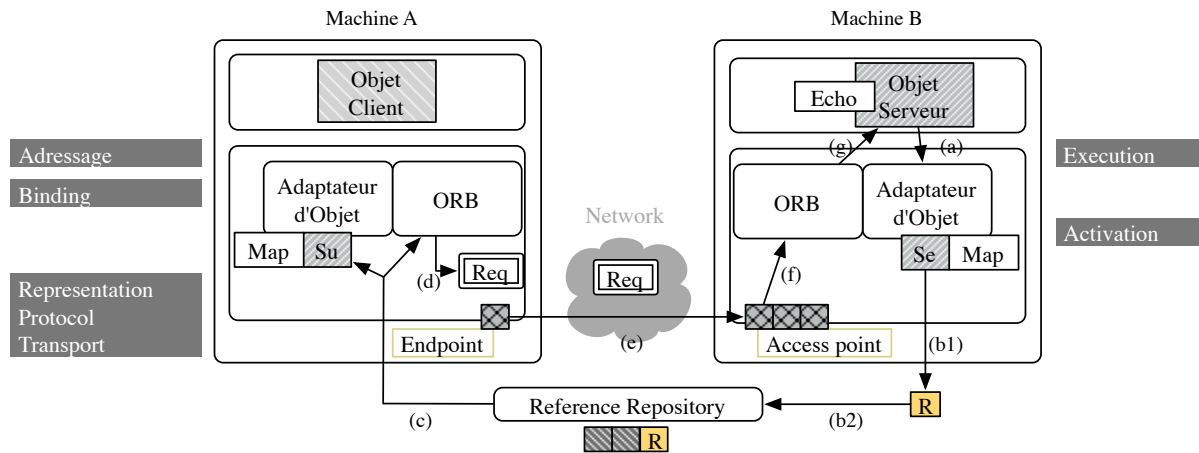 Machine A
Machine B
Objet
Client
Echo
Objet
Serveur
(g)
(a)
Adressage
Binding
Execution
Activation
Adaptateur
d'Objet
ORB
Map
Su
(d)
Req
Network
Req
ORB
Adaptateur
d'Objet
Se
Map
(f)
Representation
Protocol
Transport
Endpoint
(e)
Access point
(b1)
(c)
Reference Repository
(b2)
R
R